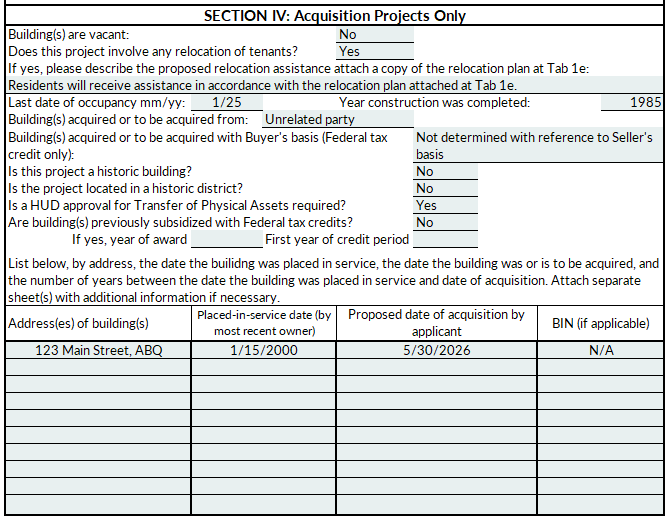 SECTION IV: Acquisition Projects Only
Building(s) are vacant: No
Does this project involve any relocation of tenants? Yes
If yes, please describe the proposed relocation assistance attach a copy of the relocation plan at Tab 1e:
Residents will receive assistance in accordance with the relocation plan attached at Tab 1e.
Last date of occupancy mm/yy: 1/25 Year construction was completed: 1985
Building(s) acquired or to be acquired from: Unrelated party
Building(s) acquired or to be acquired with Buyer's basis (Federal tax
credit only):
Not determined with reference to Seller's
basis
Is this project a historic building? No
Is the project located in a historic district? No
Is a HUD approval for Transfer of Physical Assets required? Yes
Are building(s) previously subsidized with Federal tax credits? No
If yes, year of award First year of credit period
List below, by address, the date the builidng was placed in service, the date the building was or is to be acquired, and
the number of years between the date the building was placed in service and date of acquisition. Attach separate
sheet(s) with additional information if necessary.
Address(es) of building(s)
Placed-in-service date (by
most recent owner)
Proposed date of acquisition by
applicant
BIN (if applicable)
123 Main Street, ABQ 1/15/2000 5/30/2026 N/A